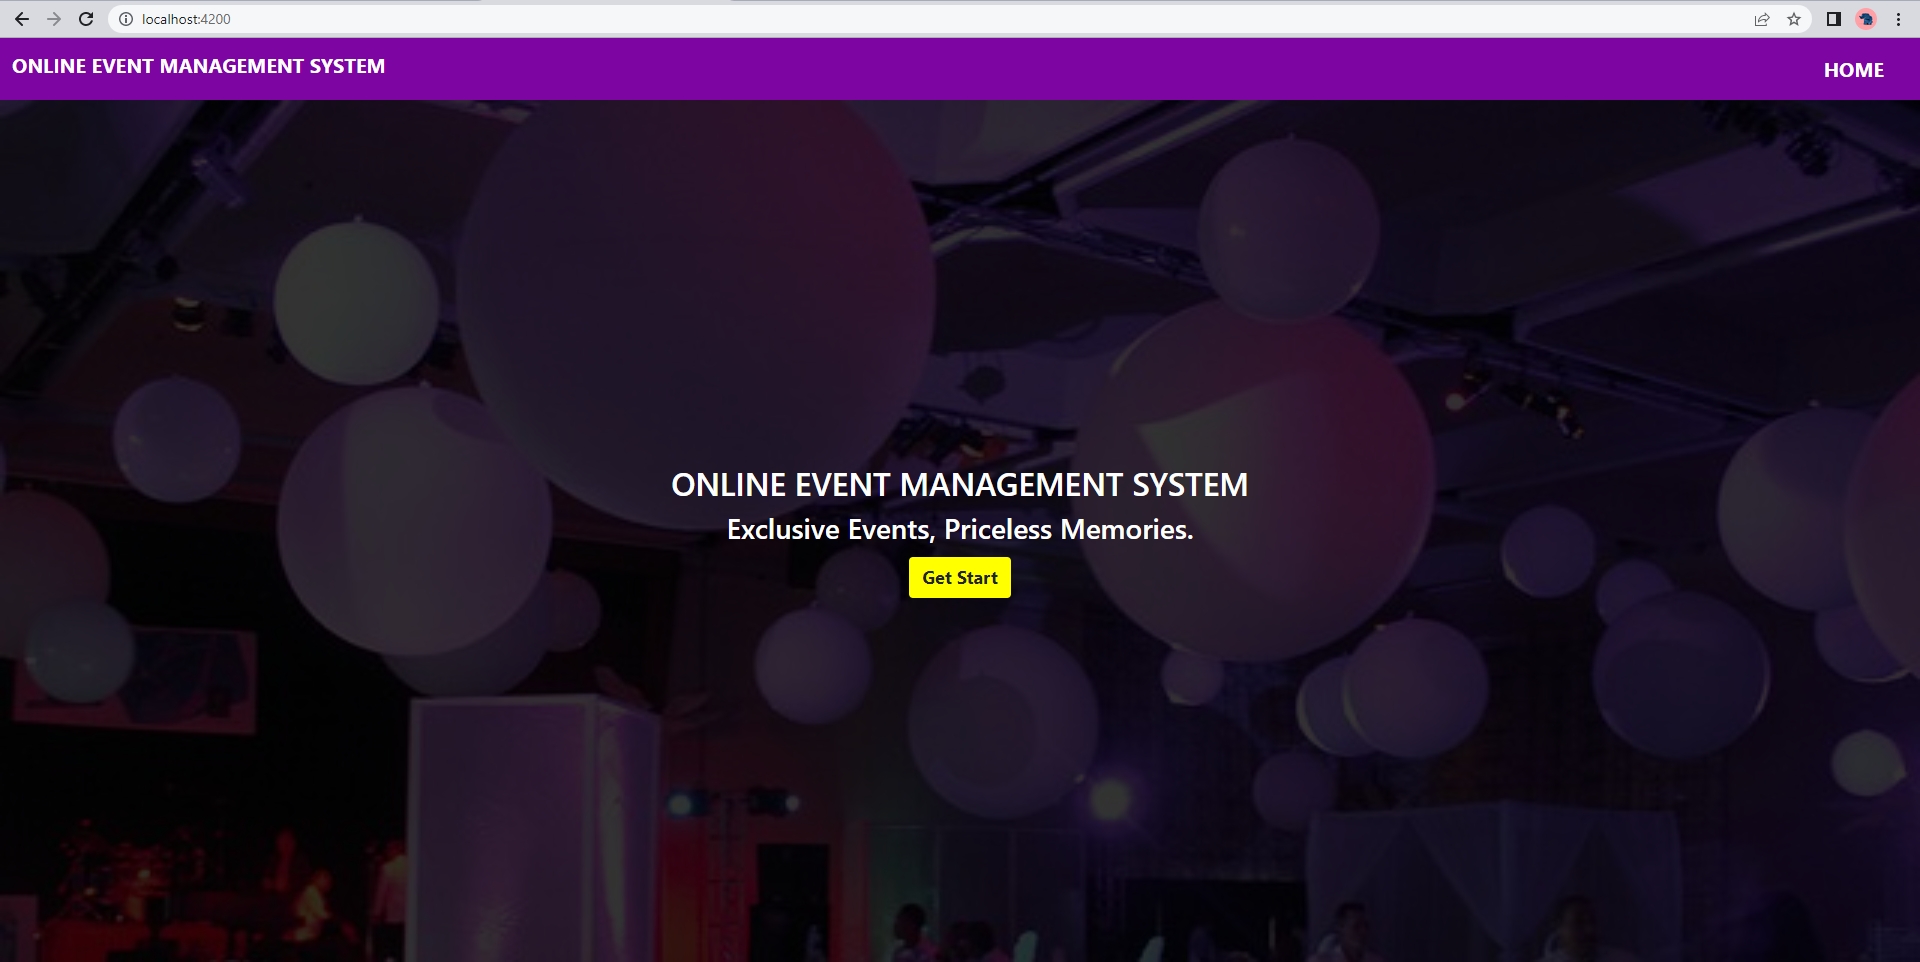 localhost:4200
ONLINE EVENT MANAGEMENT SYSTEM
HOME
ONLINE EVENT MANAGEMENT SYSTEM
Exclusive Events, Priceless Memories.
Get Start